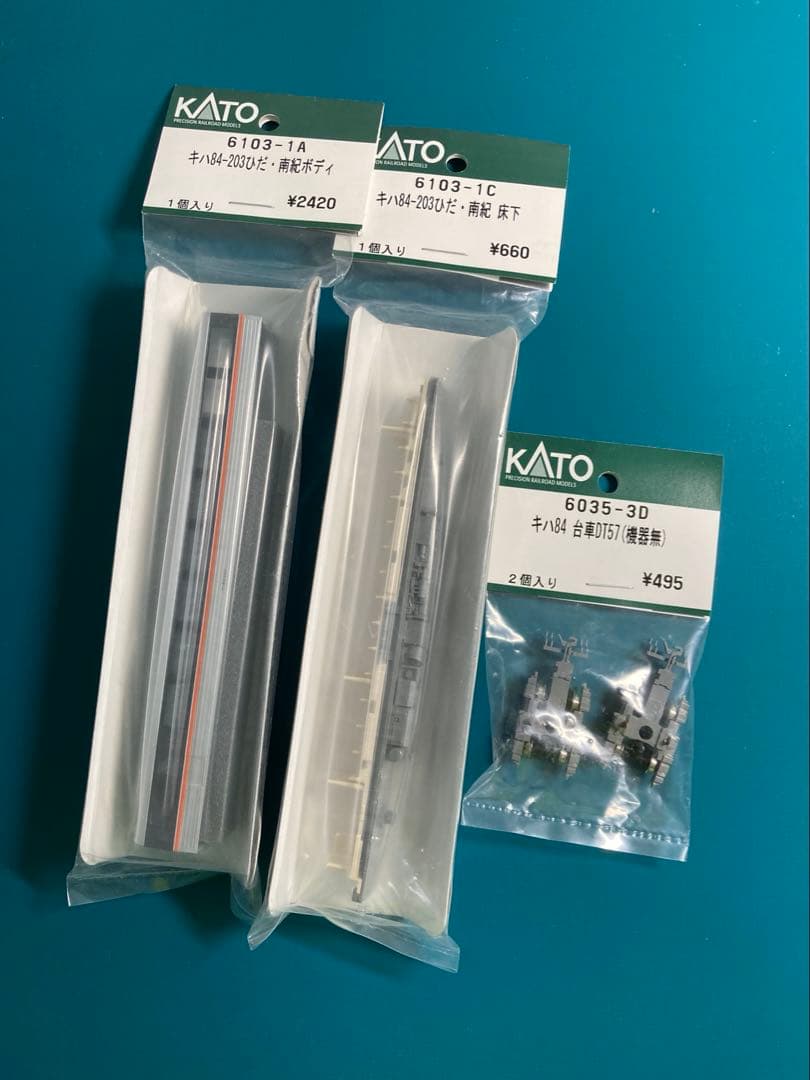 KATO
PRECISION RAILROAD MODELS
6103-1A
キハ84-203ひだ・南紀ボディ
1個入り
¥2420
KATO
PRECISION RAILROAD MODELS
6103-1C
キハ84-203ひだ・南紀 床下
1個入り
¥660
KATO
PRECISION RAILROAD MODELS
6035-3D
キハ84 台車DT57(機器無)
2個入り
¥495